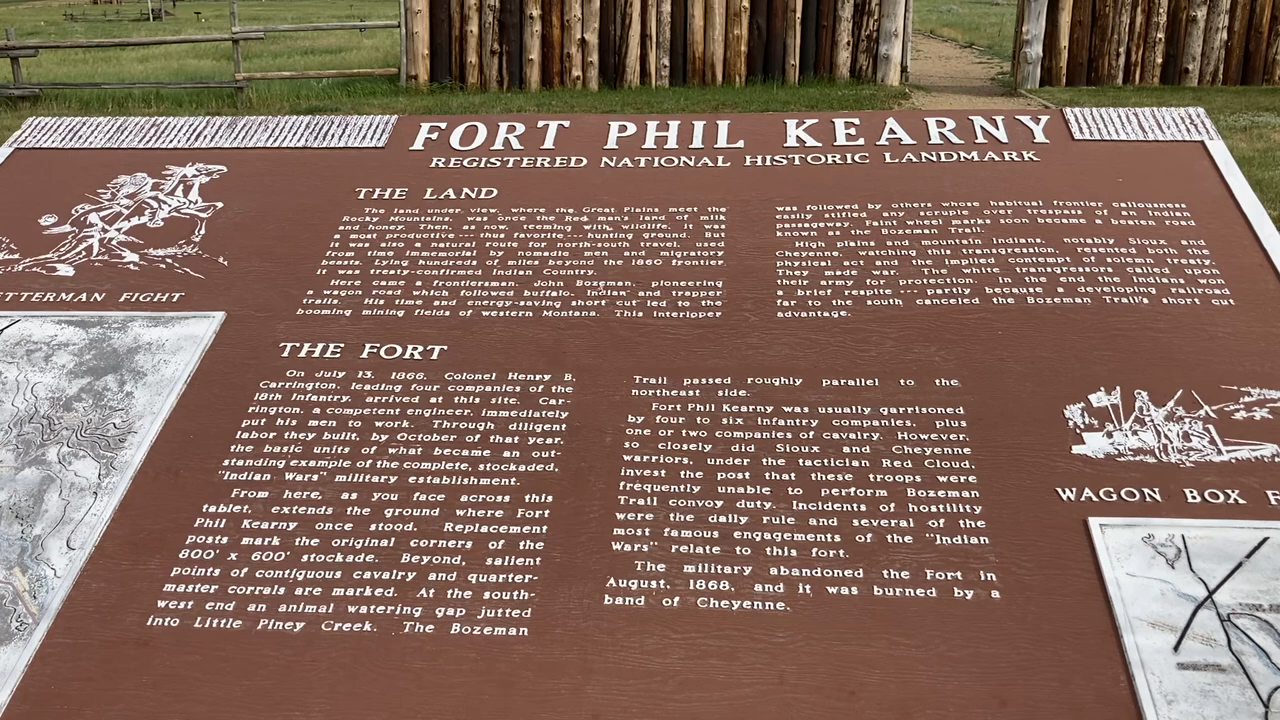 FORT PHIL KEARNY
REGISTERED NATIONAL HISTORIC LANDMARK
THE LAND
The land under view, where the Great Plains meet the
Rocky Mountains, was once the Red man's land of milk
and honey. Then, as now, teeming with wildlife, it was
a most productive --- thus favorite --- hunting ground. But
it was also a natural route for north-south travel, used
from time immemorial by nomadic men and migratory
beasts. Lying hundreds of miles beyond the 1860 frontier,
it was treaty-confirmed Indian Country.
Here came a frontiersman, John Bozeman, pioneering
a wagon road which followed buffalo, Indian and trapper
trails. His time and energy-saving short cut led to the
booming mining fields of western Montana. This interloper
was followed by others whose habitual frontier callousness
easily stifled any scruple over trespass of an Indian
passageway. Faint wheel marks soon became a beaten road
known as the Bozeman Trail.
High plains and mountain Indians, notably Sioux and
Cheyenne, watching this transgression, resented both the
physical act and the implied contempt of solemn treaty.
They made war. The white transgressors called upon
their army for protection. In the end the Indians won
a brief respite --- partly because a developing railroad
far to the south canceled the Bozeman Trail's short cut
advantage.
ETTERMAN FIGHT
THE FORT
On July 13, 1866, Colonel Henry B.
Carrington, leading four companies of the
18th Infantry, arrived at this site. Car-
rington, a competent engineer, immediately
put his men to work. Through diligent
labor they built, by October of that year,
the basic units of what became an out-
standing example of the complete, stockaded,
"Indian Wars" military establishment.
From here, as you face across this
tablet, extends the ground where Fort
Phil Kearny once stood. Replacement
posts mark the original corners of the
800' x 600' stockade. Beyond, salient
points of contiguous cavalry and quarter-
master corrals are marked. At the south-
west end an animal watering gap jutted
into Little Piney Creek. The Bozeman
Trail passed roughly parallel to the
northeast side.
Fort Phil Kearny was usually garrisoned
by four to six infantry companies, plus
one or two companies of cavalry. However,
so closely did Sioux and Cheyenne
warriors, under the tactician Red Cloud,
invest the post that these troops were
frequently unable to perform Bozeman
Trail convoy duty. Incidents of hostility
were the daily rule and several of the
most famous engagements of the "Indian
Wars" relate to this fort.
The military abandoned the Fort in
August, 1868, and it was burned by a
band of Cheyenne.
WAGON BOX F